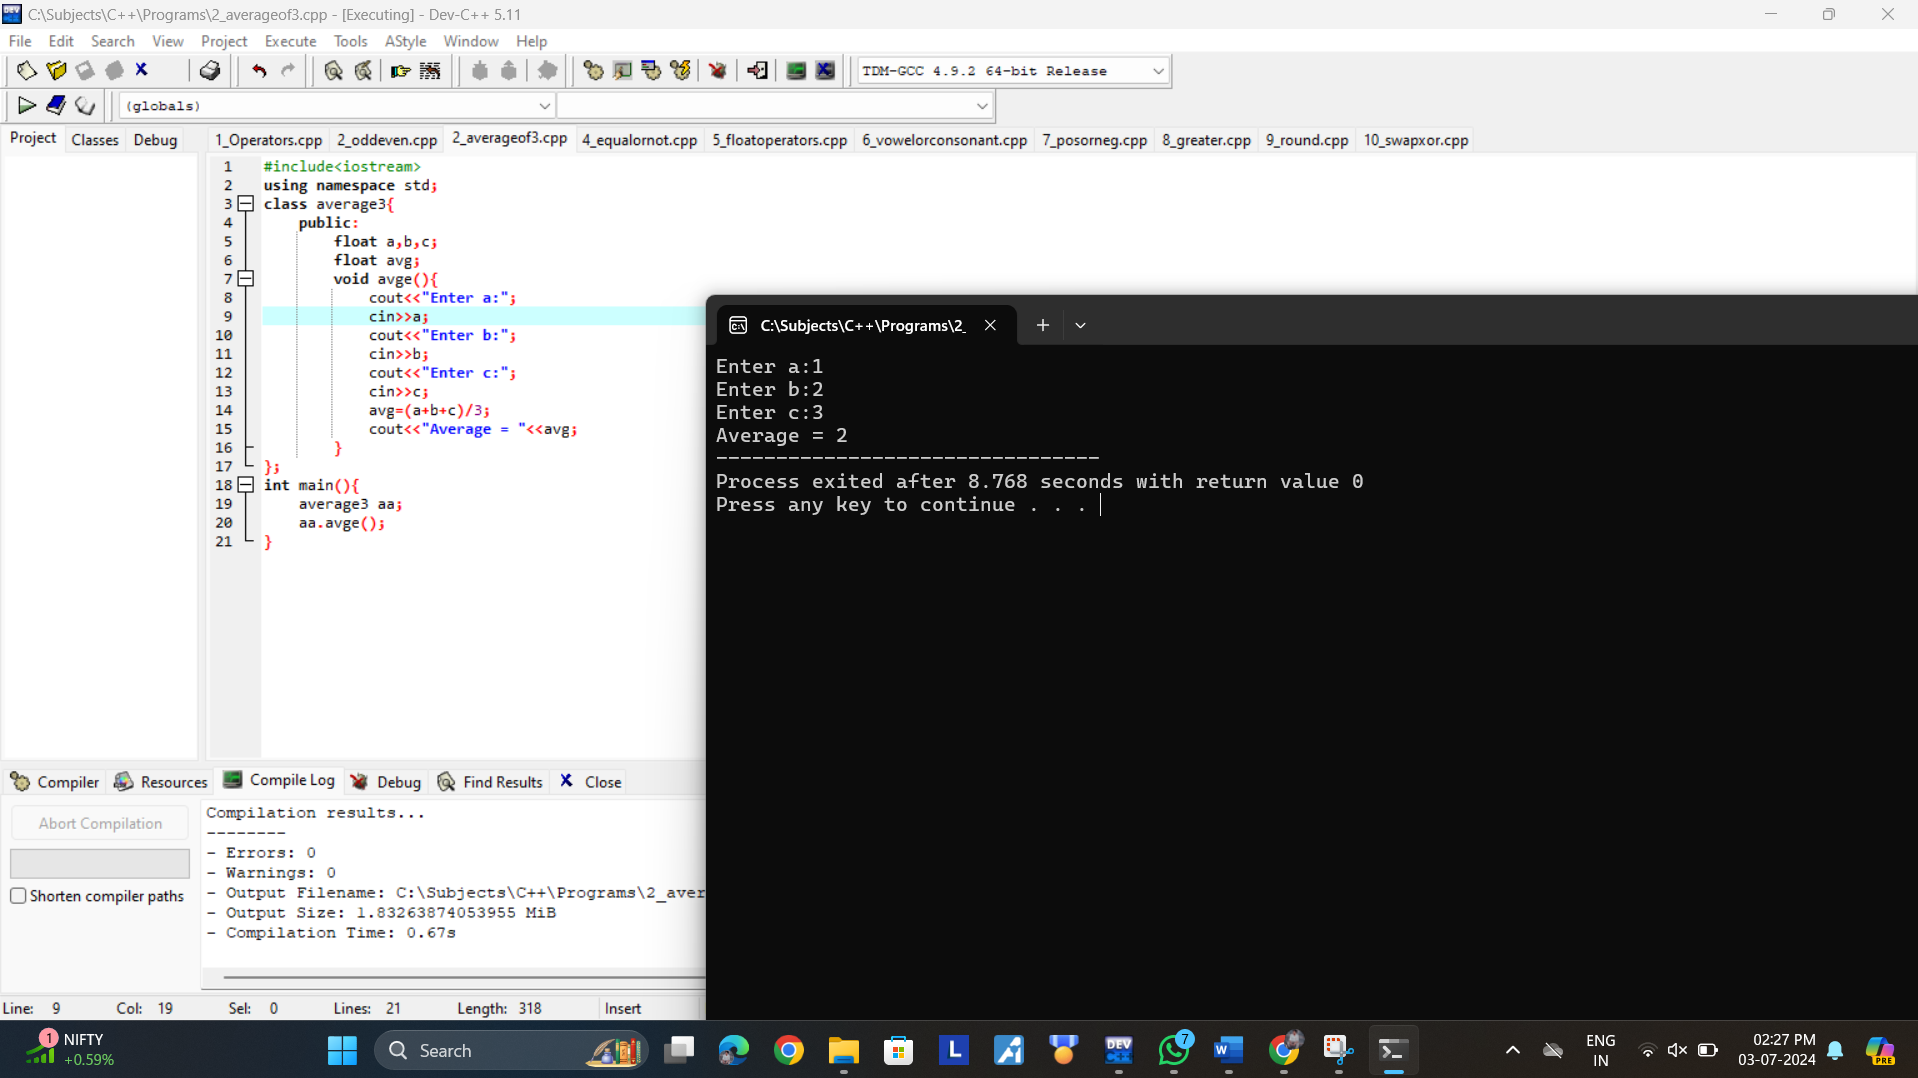 C:\Subjects\C++\Programs\2_averageof3.cpp - [Executing] - Dev-C++ 5.11
File Edit Search View Project Execute Tools AStyle Window Help
TDM-GCC 4.9.2 64-bit Release
(globals)
Project Classes Debug
1_Operators.cpp 2_oddeven.cpp 2_averageof3.cpp 4_equalornot.cpp 5_floatoperators.cpp 6_vowelorconsonant.cpp 7_posorneg.cpp 8_greater.cpp 9_round.cpp 10_swapxor.cpp
1 #include<iostream>
2 using namespace std;
3 class average3{
4 public:
5 float a,b,c;
6 float avg;
7 void avge(){
8 cout<<"Enter a:";
9 cin>>a;
10 cout<<"Enter b:";
11 cin>>b;
12 cout<<"Enter c:";
13 cin>>c;
14 avg=(a+b+c)/3;
15 cout<<"Average = "<<avg;
16 }
17 };
18 int main(){
19 average3 aa;
20 aa.avge();
21 }
C:\Subjects\C++\Programs\2_
Enter a:1
Enter b:2
Enter c:3
Average = 2
--------------------------------
Process exited after 8.768 seconds with return value 0
Press any key to continue . . .
Compiler Resources Compile Log Debug Find Results Close
Abort Compilation
Shorten compiler paths
Compilation results...
--------
- Errors: 0
- Warnings: 0
- Output Filename: C:\Subjects\C++\Programs\2_aver
- Output Size: 1.83263874053955 MiB
- Compilation Time: 0.67s
Line: 9 Col: 19 Sel: 0 Lines: 21 Length: 318 Insert
1
NIFTY
+0.59%
Search
L
DEV
C++
7
W
ENG
IN
02:27 PM
03-07-2024
PRE